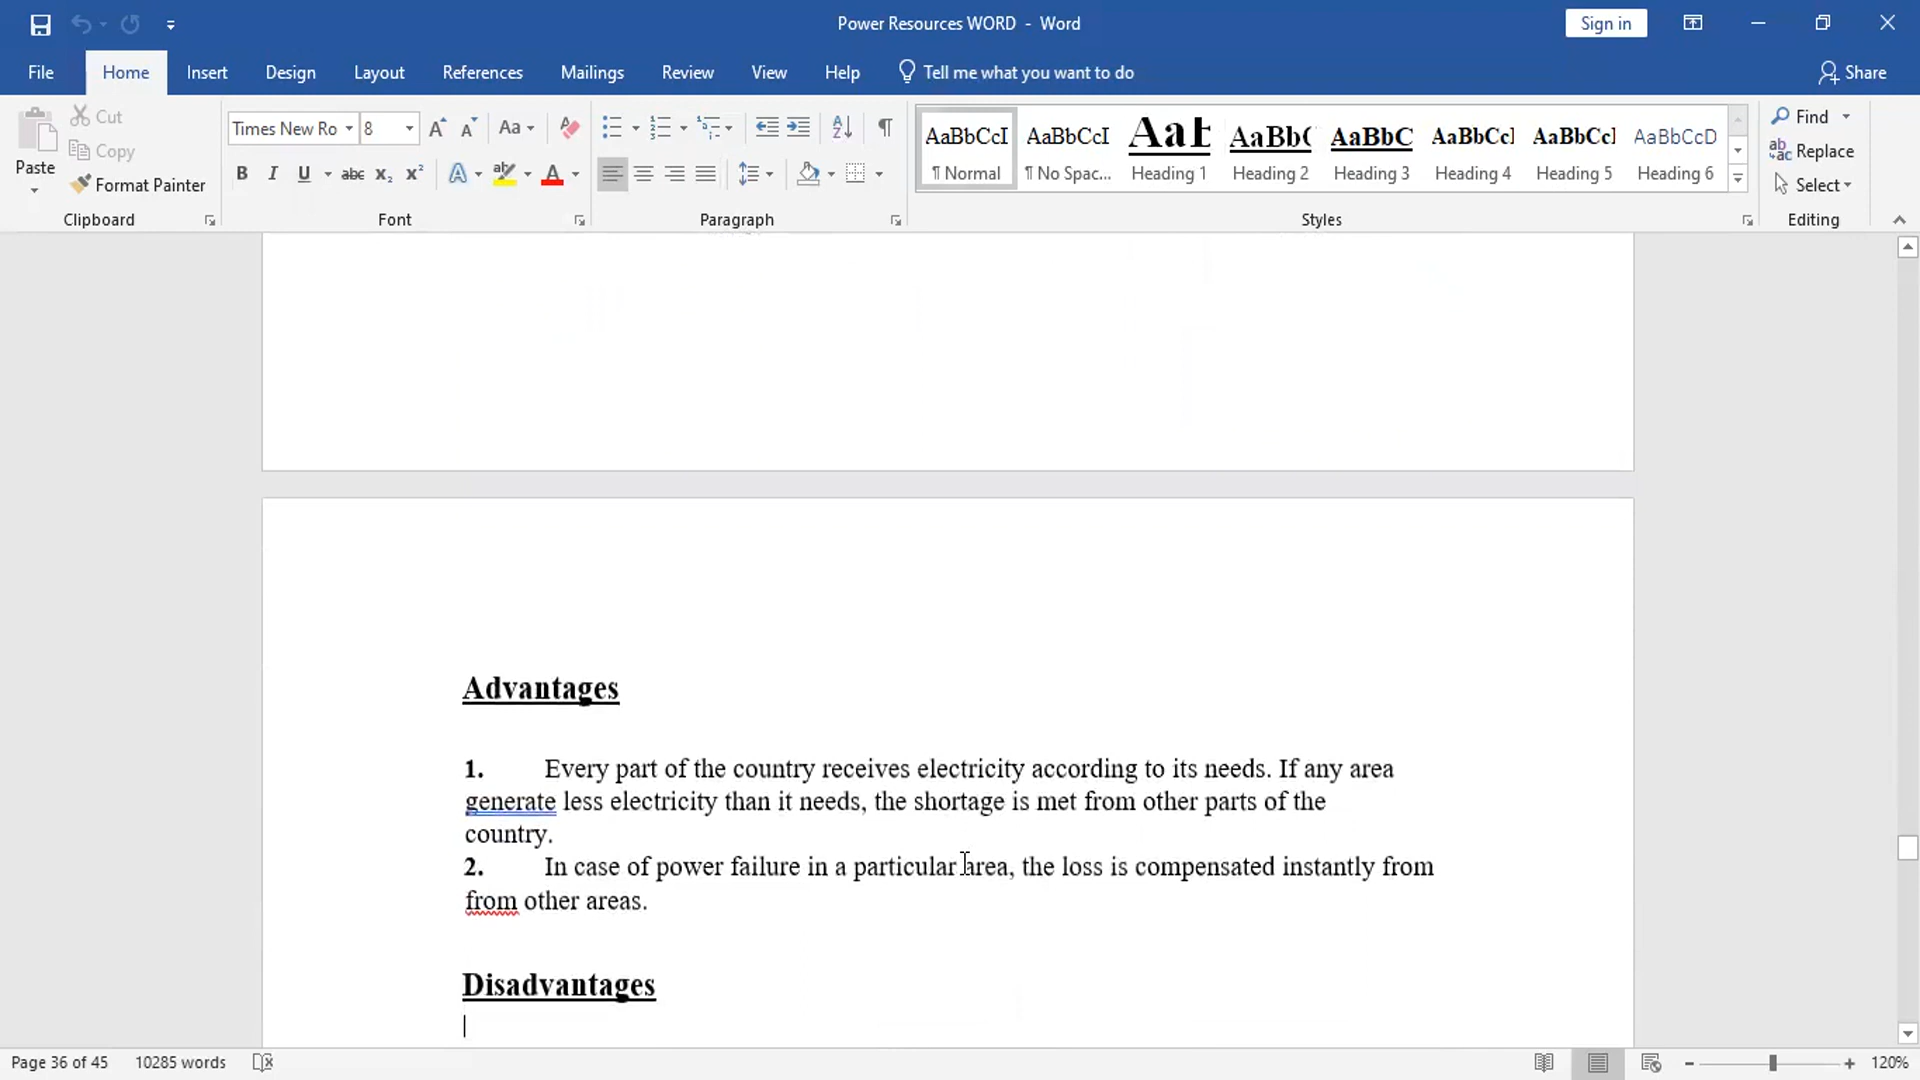 Power Resources WORD - Word
Sign in
File Home Insert Design Layout References Mailings Review View Help Tell me what you want to do Share
Paste
Cut
Copy
Format Painter
Clipboard
Times New Ro 8
Font
Paragraph
AaBbCcI AaBbCcI AaB AaBb( AaBbC AaBbCcI AaBbCcI AaBbCcD
¶ Normal ¶ No Spac... Heading 1 Heading 2 Heading 3 Heading 4 Heading 5 Heading 6
Styles
Find
Replace
Select
Editing
Advantages
1. Every part of the country receives electricity according to its needs. If any area
generate less electricity than it needs, the shortage is met from other parts of the
country.
2. In case of power failure in a particular area, the loss is compensated instantly from
from other areas.
Disadvantages
Page 36 of 45 10285 words 120%